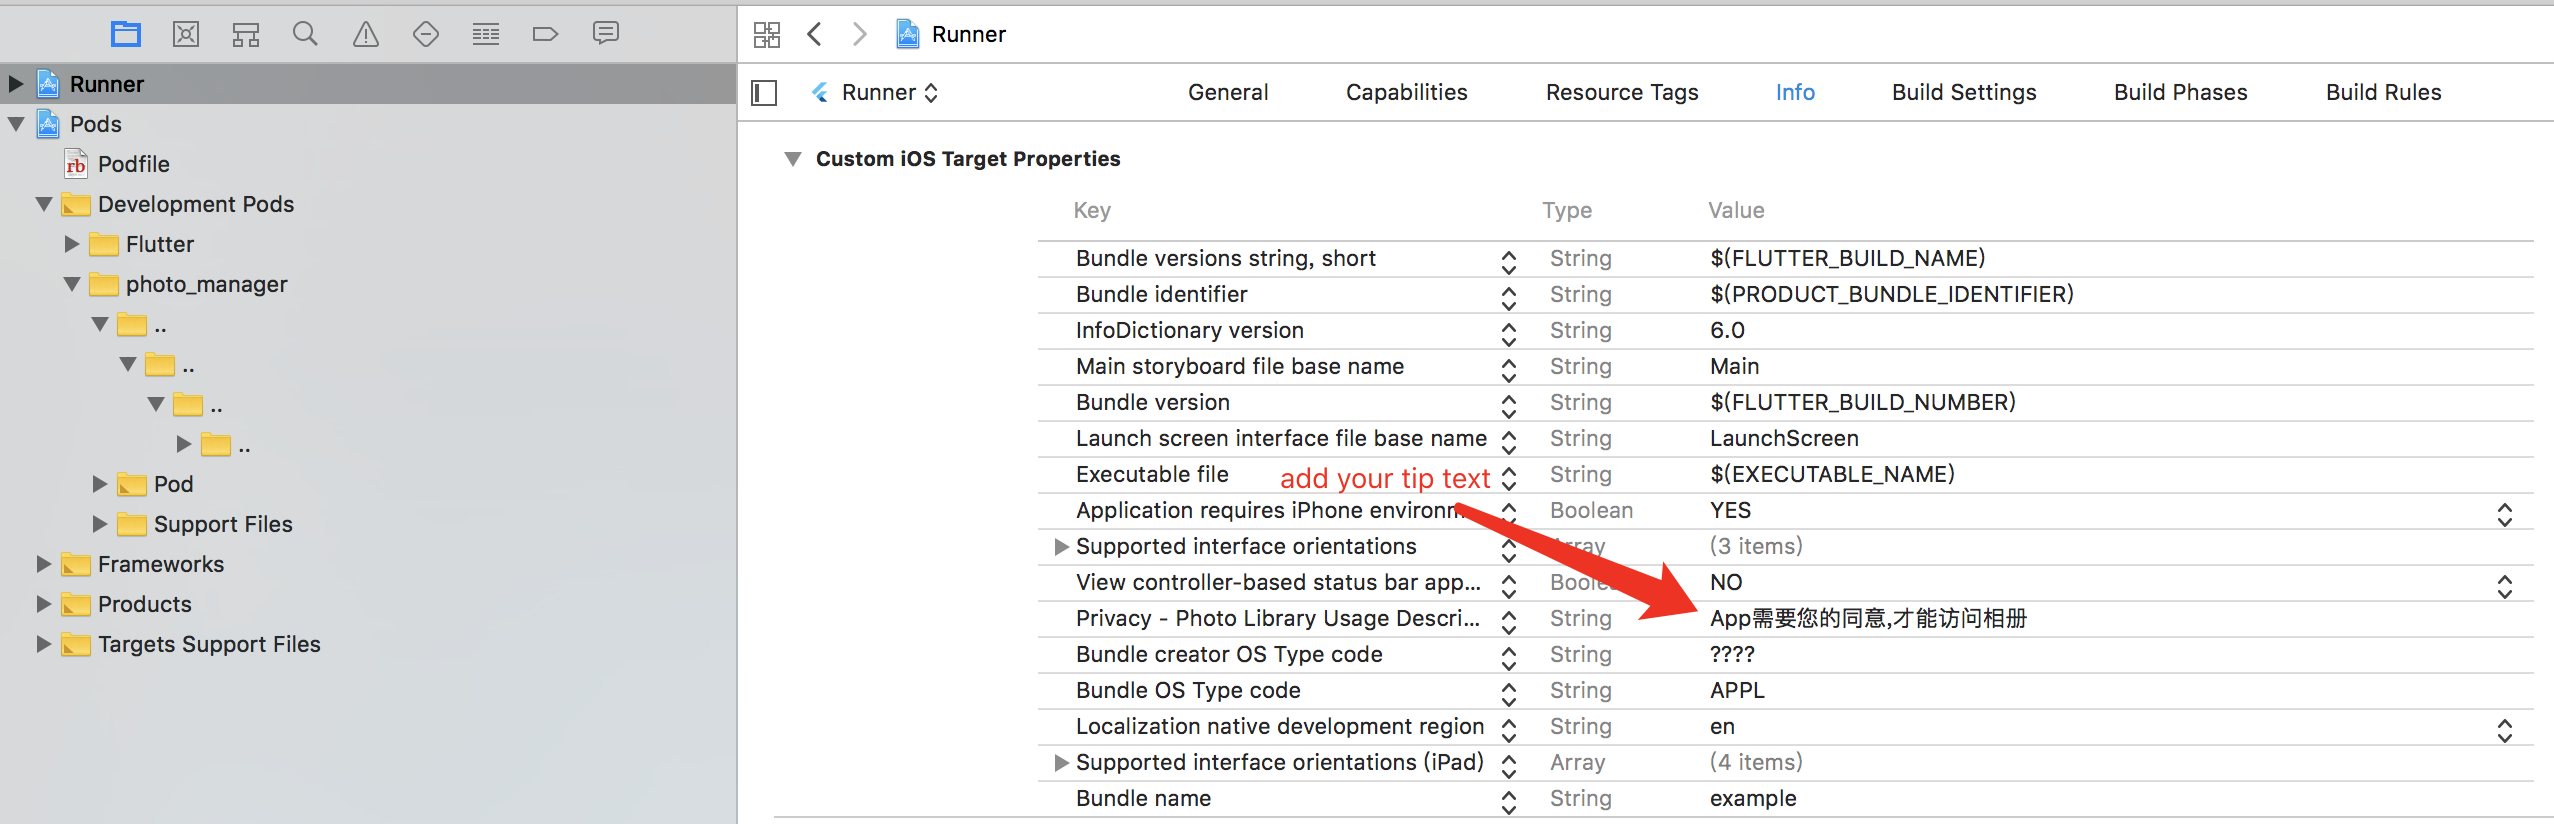 Runner
Runner
Pods
rb Podfile
Development Pods
Flutter
photo_manager
..
..
..
..
Pod
Support Files
Frameworks
Products
Targets Support Files
Runner
General Capabilities Resource Tags Info Build Settings Build Phases Build Rules
Custom iOS Target Properties
Key Type Value
Bundle versions string, short String $(FLUTTER_BUILD_NAME)
Bundle identifier String $(PRODUCT_BUNDLE_IDENTIFIER)
InfoDictionary version String 6.0
Main storyboard file base name String Main
Bundle version String $(FLUTTER_BUILD_NUMBER)
Launch screen interface file base name String LaunchScreen
Executable file String $(EXECUTABLE_NAME)
add your tip text
Application requires iPhone Boolean YES
Supported interface orientations (3 items)
View controller-based status bar app... NO
Privacy - Photo Library Usage Descri... String App需要您的同意,才能访问相册
Bundle creator OS Type code String ????
Bundle OS Type code String APPL
Localization native development region String en
Supported interface orientations (iPad) Array (4 items)
Bundle name String example